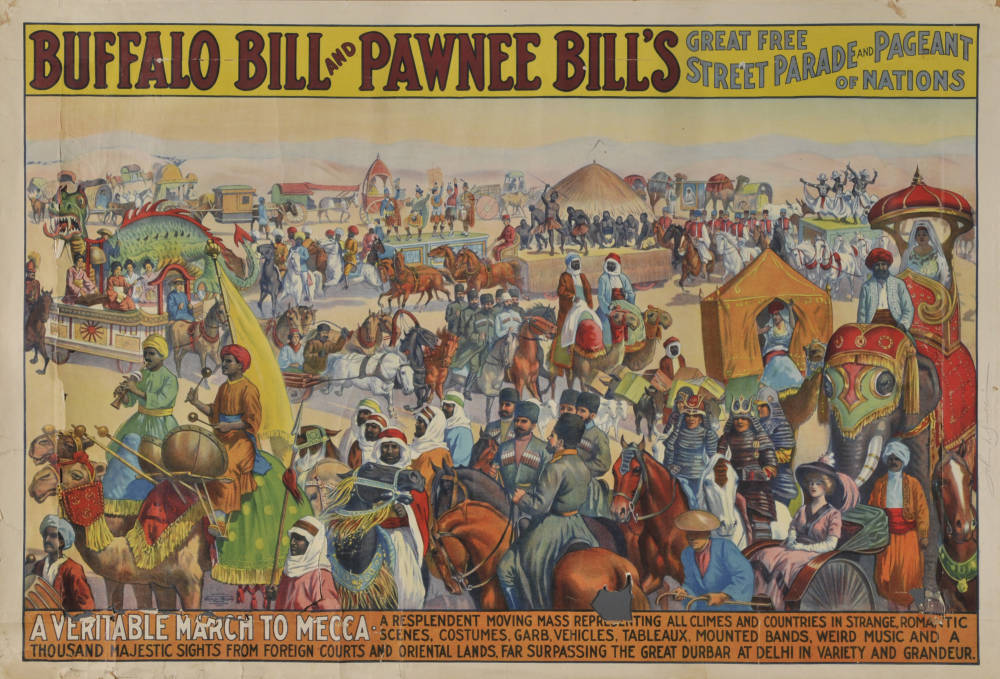 BUFFALO BILL AND PAWNEE BILL'S
GREAT FREE
STREET PARADE AND PAGEANT
OF NATIONS
A VERITABLE MARCH TO MECCA.
A RESPLENDENT MOVING MASS REPRESENTING ALL CLIMES AND COUNTRIES IN STRANGE, ROMANTIC
SCENES, COSTUMES, GARB, VEHICLES, TABLEAUX, MOUNTED BANDS, WEIRD MUSIC AND A
THOUSAND MAJESTIC SIGHTS FROM FOREIGN COURTS AND ORIENTAL LANDS, FAR SURPASSING THE GREAT DURBAR AT DELHI IN VARIETY AND GRANDEUR.